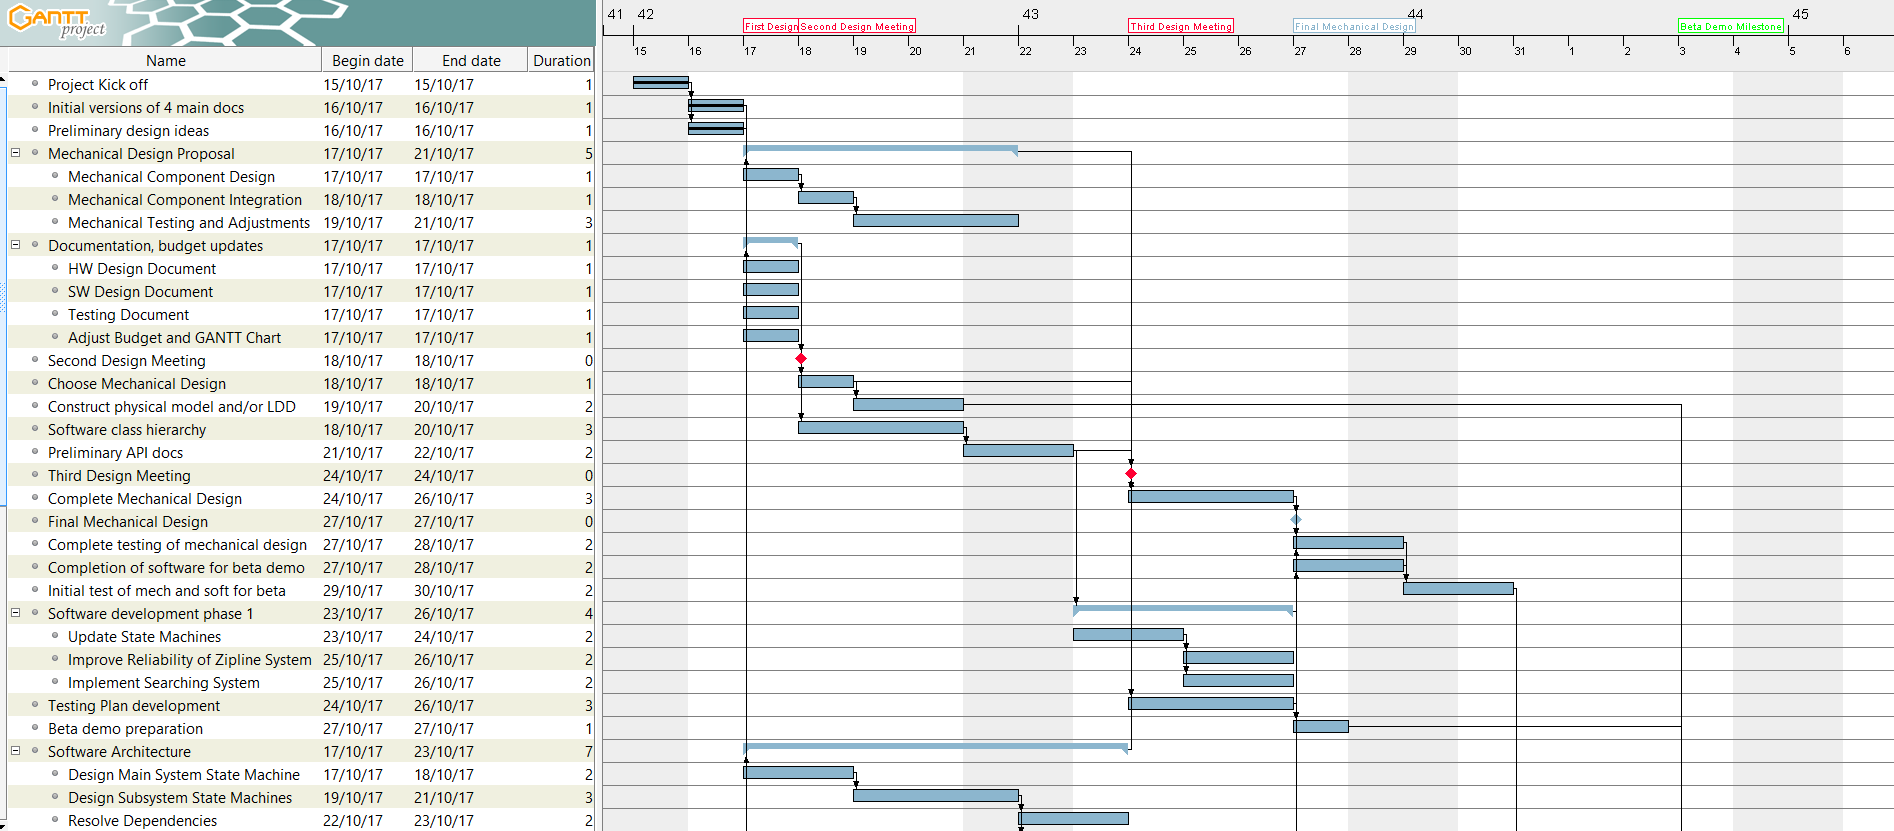 GANTT
project
41 42 43 44 45
First Design Second Design Meeting Third Design Meeting Final Mechanical Design Beta Demo Milestone
15 16 17 18 19 20 21 22 23 24 25 26 27 28 29 30 31 1 2 3 4 5 6
Name Begin date End date Duration
Project Kick off 15/10/17 15/10/17 1
Initial versions of 4 main docs 16/10/17 16/10/17 1
Preliminary design ideas 16/10/17 16/10/17 1
Mechanical Design Proposal 17/10/17 21/10/17 5
Mechanical Component Design 17/10/17 17/10/17 1
Mechanical Component Integration 18/10/17 18/10/17 1
Mechanical Testing and Adjustments 19/10/17 21/10/17 3
Documentation, budget updates 17/10/17 17/10/17 1
HW Design Document 17/10/17 17/10/17 1
SW Design Document 17/10/17 17/10/17 1
Testing Document 17/10/17 17/10/17 1
Adjust Budget and GANTT Chart 17/10/17 17/10/17 1
Second Design Meeting 18/10/17 18/10/17 0
Choose Mechanical Design 18/10/17 18/10/17 1
Construct physical model and/or LDD 19/10/17 20/10/17 2
Software class hierarchy 18/10/17 20/10/17 3
Preliminary API docs 21/10/17 22/10/17 2
Third Design Meeting 24/10/17 24/10/17 0
Complete Mechanical Design 24/10/17 26/10/17 3
Final Mechanical Design 27/10/17 27/10/17 0
Complete testing of mechanical design 27/10/17 28/10/17 2
Completion of software for beta demo 27/10/17 28/10/17 2
Initial test of mech and soft for beta 29/10/17 30/10/17 2
Software development phase 1 23/10/17 26/10/17 4
Update State Machines 23/10/17 24/10/17 2
Improve Reliability of Zipline System 25/10/17 26/10/17 2
Implement Searching System 25/10/17 26/10/17 2
Testing Plan development 24/10/17 26/10/17 3
Beta demo preparation 27/10/17 27/10/17 1
Software Architecture 17/10/17 23/10/17 7
Design Main System State Machine 17/10/17 18/10/17 2
Design Subsystem State Machines 19/10/17 21/10/17 3
Resolve Dependencies 22/10/17 23/10/17 2